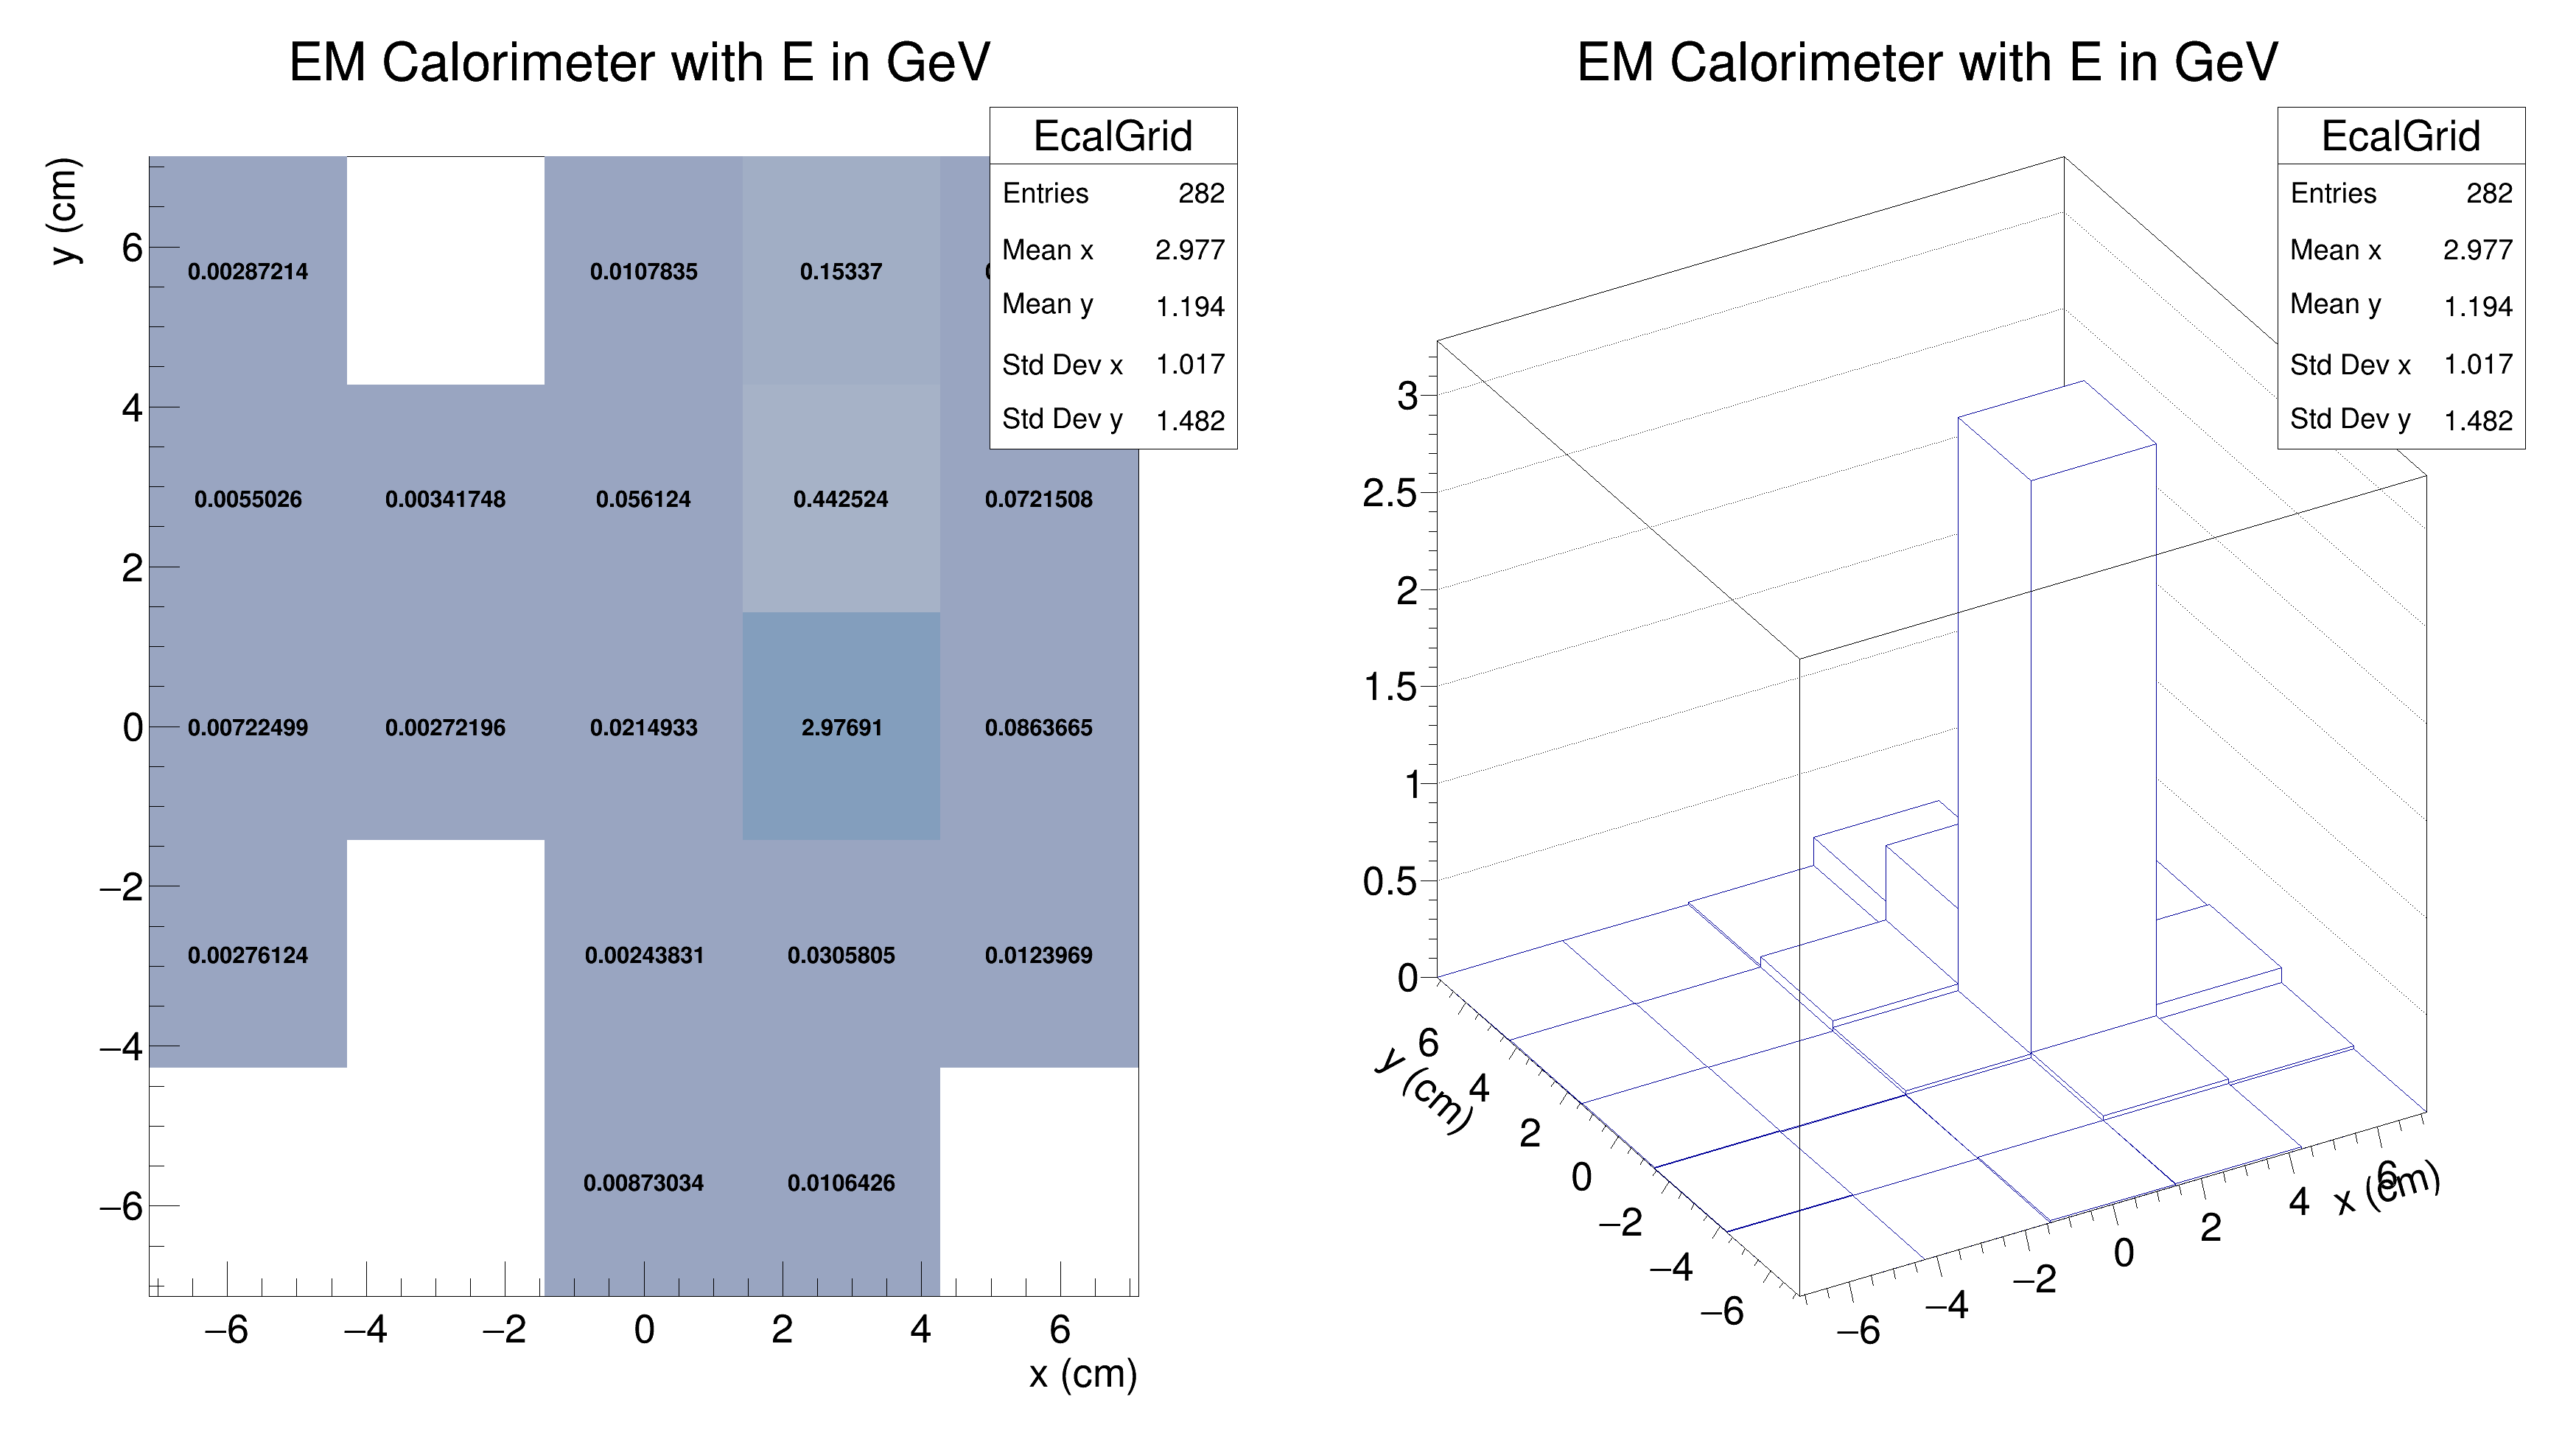 EM Calorimeter with E in GeV
EcalGrid
Entries 282
Mean x 2.977
Mean y 1.194
Std Dev x 1.017
Std Dev y 1.482
y (cm)
6
4
2
0
−2
−4
−6
0.00287214 0.0107835 0.15337
0.0055026 0.00341748 0.056124 0.442524 0.0721508
0.00722499 0.00272196 0.0214933 2.97691 0.0863665
0.00276124 0.00243831 0.0305805 0.0123969
0.00873034 0.0106426
−6 −4 −2 0 2 4 6
x (cm)
EM Calorimeter with E in GeV
EcalGrid
Entries 282
Mean x 2.977
Mean y 1.194
Std Dev x 1.017
Std Dev y 1.482
3
2.5
2
1.5
1
0.5
0
6
4
2
0
−2
−4
−6
y (cm)
−6
−4
−2
0
2
4
6
x (cm)